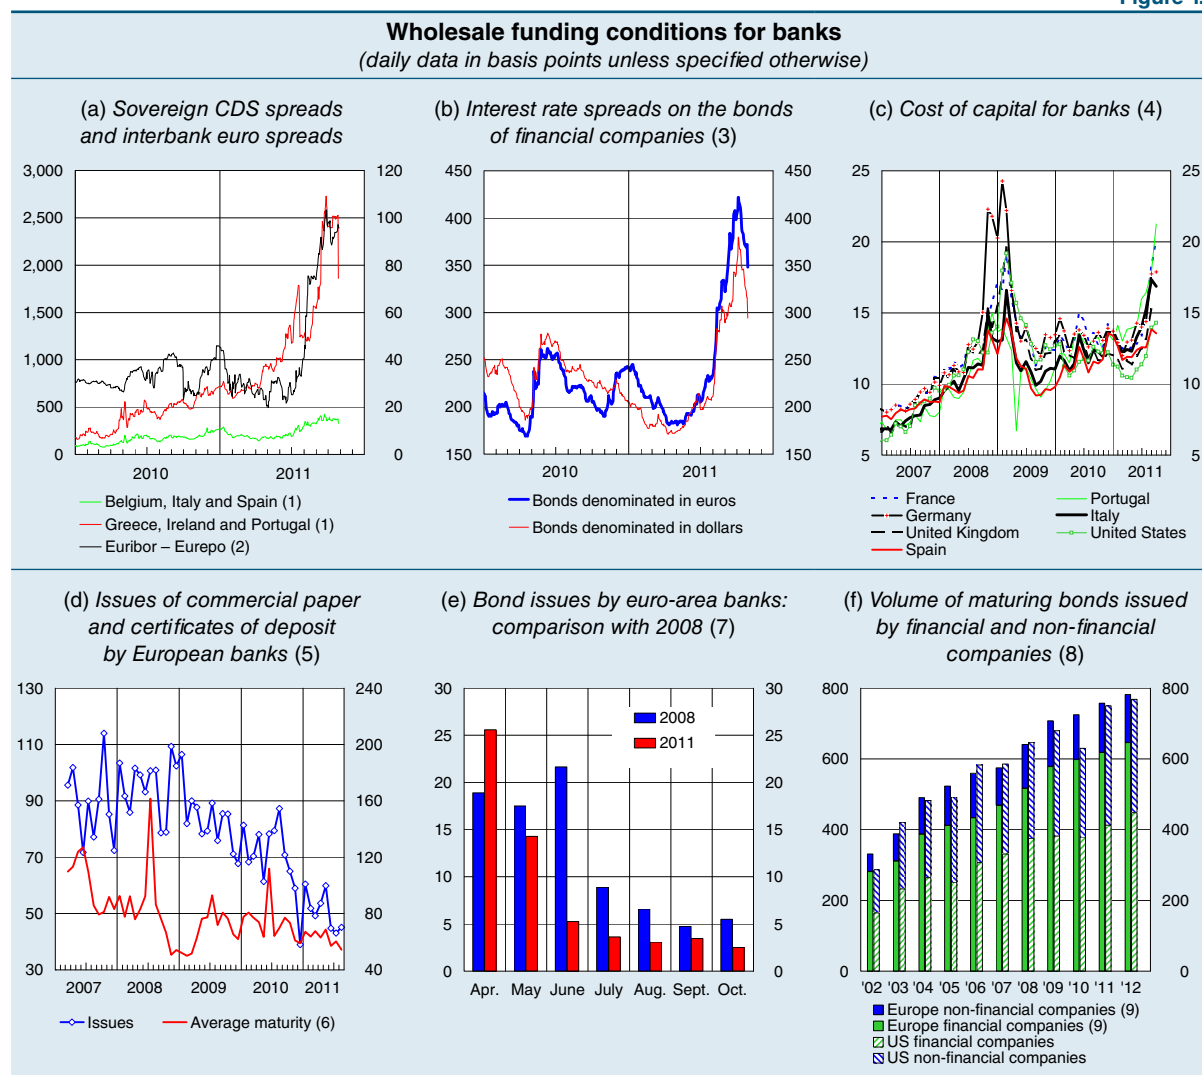 Wholesale funding conditions for banks
(daily data in basis points unless specified otherwise)
(a) Sovereign CDS spreads
and interbank euro spreads
3,000
2,500
2,000
1,500
1,000
500
0
120
100
80
60
40
20
0
2010
2011
Belgium, Italy and Spain (1)
Greece, Ireland and Portugal (1)
Euribor – Eurepo (2)
(b) Interest rate spreads on the bonds
of financial companies (3)
450
400
350
300
250
200
150
450
400
350
300
250
200
150
2010
2011
Bonds denominated in euros
Bonds denominated in dollars
(c) Cost of capital for banks (4)
25
20
15
10
5
25
20
15
10
5
2007
2008
2009
2010
2011
France
Germany
United Kingdom
Spain
Portugal
Italy
United States
(d) Issues of commercial paper
and certificates of deposit
by European banks (5)
130
110
90
70
50
30
240
200
160
120
80
40
2007
2008
2009
2010
2011
Issues
Average maturity (6)
(e) Bond issues by euro-area banks:
comparison with 2008 (7)
30
25
20
15
10
5
0
30
25
20
15
10
5
0
2008
2011
Apr.
May
June
July
Aug.
Sept.
Oct.
(f) Volume of maturing bonds issued
by financial and non-financial
companies (8)
800
600
400
200
0
800
600
400
200
0
'02
'03
'04
'05
'06
'07
'08
'09
'10
'11
'12
Europe non-financial companies (9)
Europe financial companies (9)
US financial companies
US non-financial companies